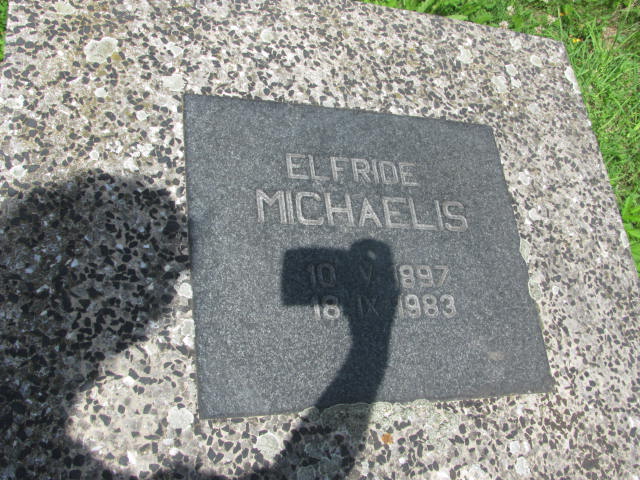 ELFRIDE
MICHAELIS
10 V 1897
18 IX 1983